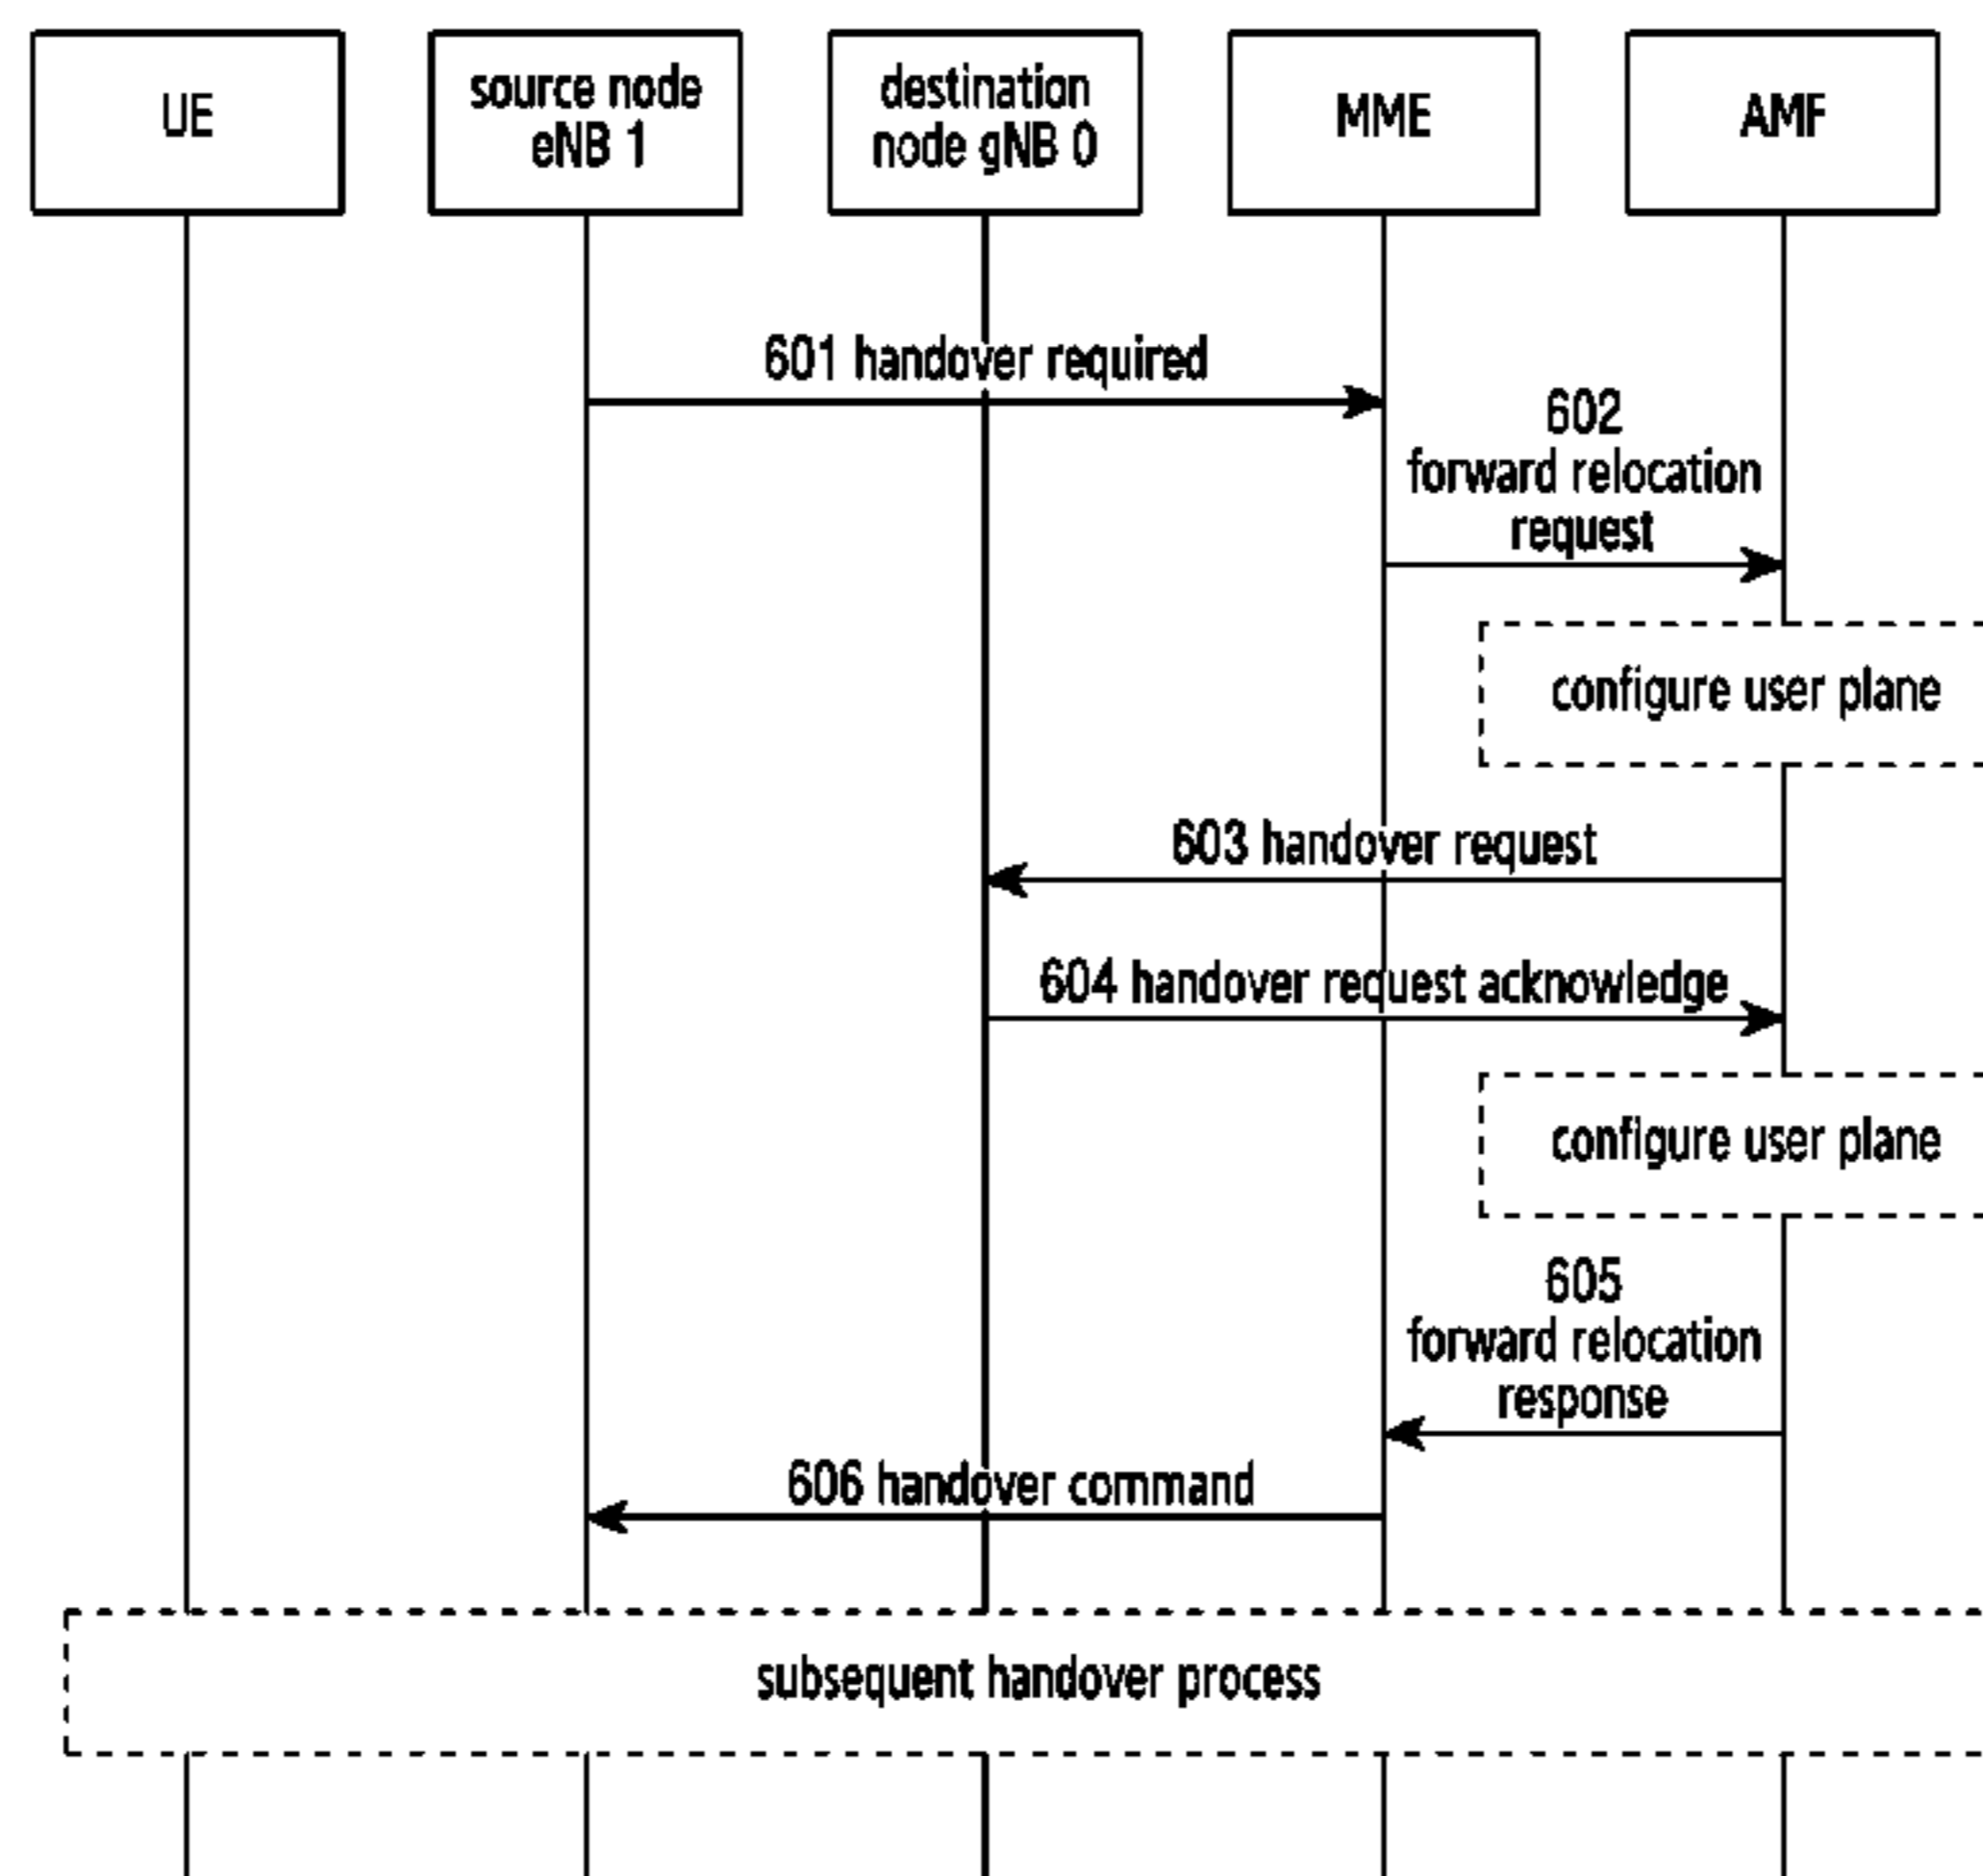 UE
source node
eNB 1
destination
node gNB 0
MME
AMF
601 handover required
602
forward relocation
request
configure user plane
603 handover request
604 handover request acknowledge
configure user plane
605
forward relocation
response
606 handover command
subsequent handover process